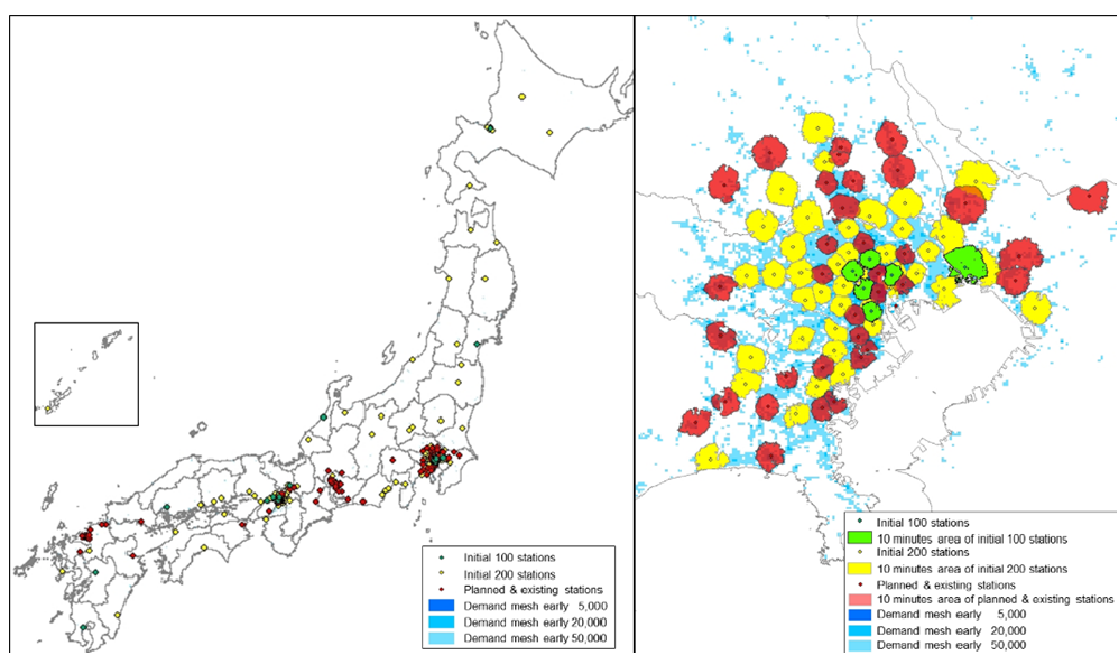 Initial 100 stations
Initial 200 stations
Planned & existing stations
Demand mesh early 5,000
Demand mesh early 20,000
Demand mesh early 50,000
Initial 100 stations
10 minutes area of initial 100 stations
Initial 200 stations
10 minutes area of initial 200 stations
Planned & existing stations
10 minutes area of planned & existing stations
Demand mesh early 5,000
Demand mesh early 20,000
Demand mesh early 50,000